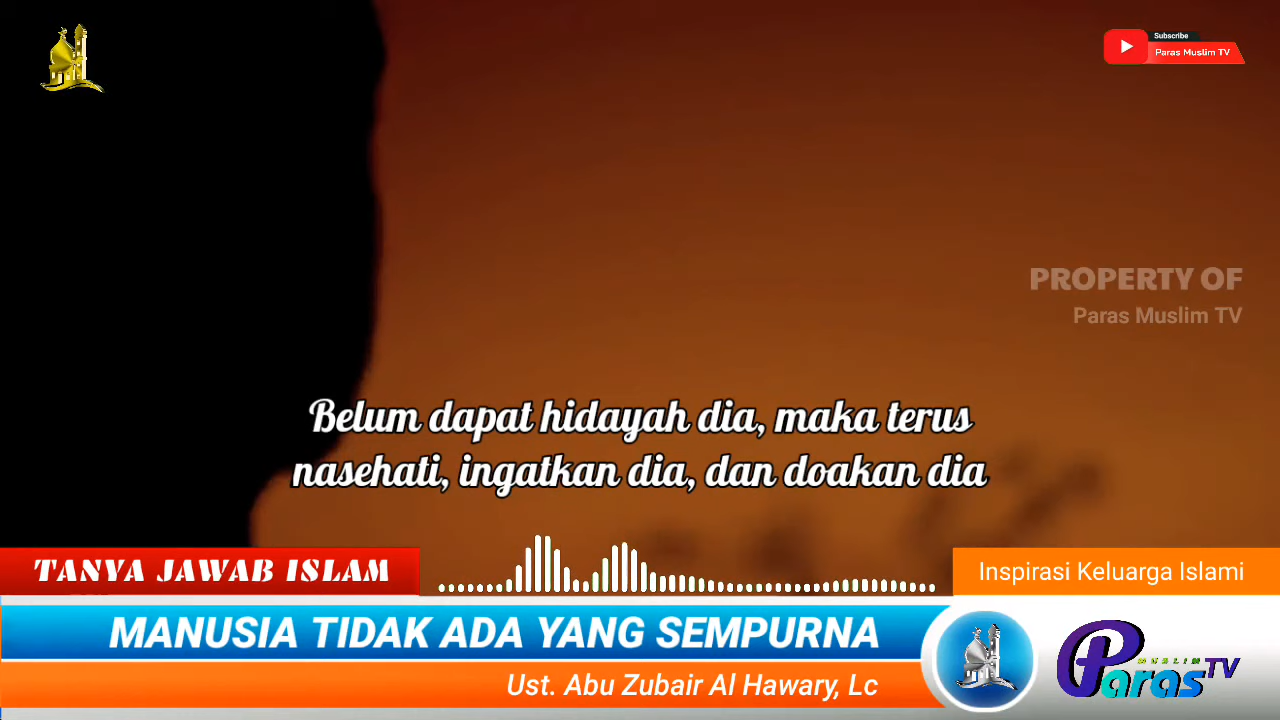 Subscribe
Paras Muslim TV
PROPERTY OF
Paras Muslim TV
Belum dapat hidayah dia, maka terus
nasehati, ingatkan dia, dan doakan dia
TANYA JAWAB ISLAM
Inspirasi Keluarga Islami
MANUSIA TIDAK ADA YANG SEMPURNA
Ust. Abu Zubair Al Hawary, Lc
MUSLIM
Paras TV